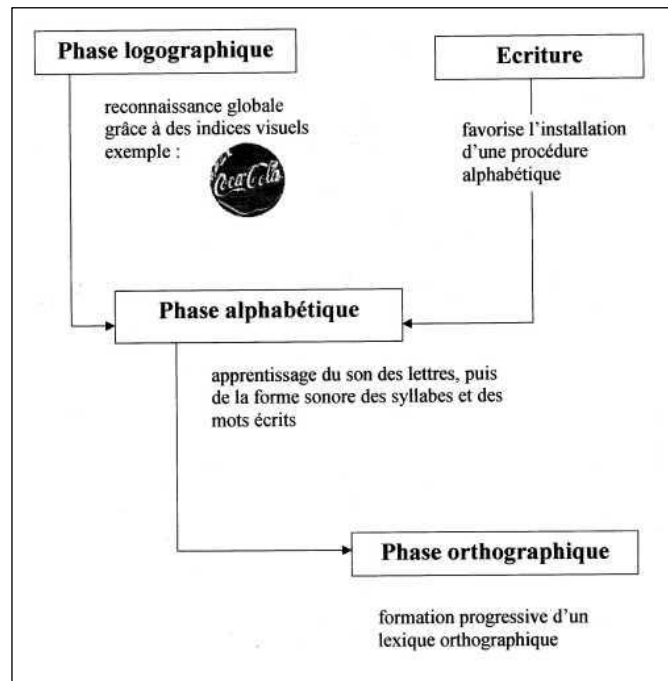 Phase logographique
reconnaissance globale
grâce à des indices visuels
exemple :
Coca-Cola
Ecriture
favorise l'installation
d'une procédure
alphabétique
Phase alphabétique
apprentissage du son des lettres, puis
de la forme sonore des syllabes et des
mots écrits
Phase orthographique
formation progressive d'un
lexique orthographique